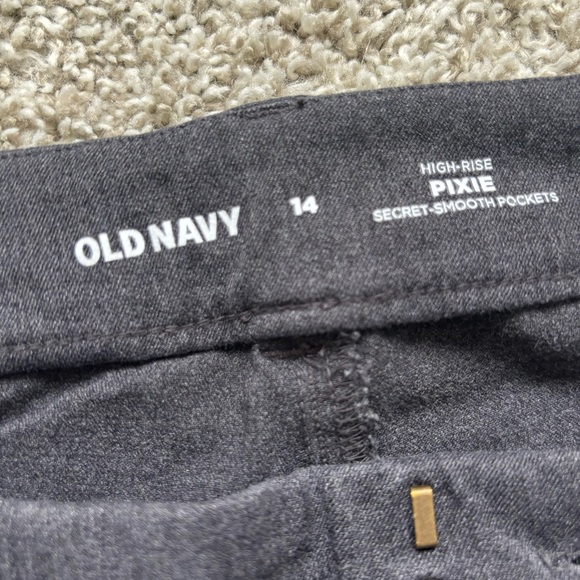 OLD NAVY
14
HIGH-RISE
PIXIE
SECRET-SMOOTH POCKETS